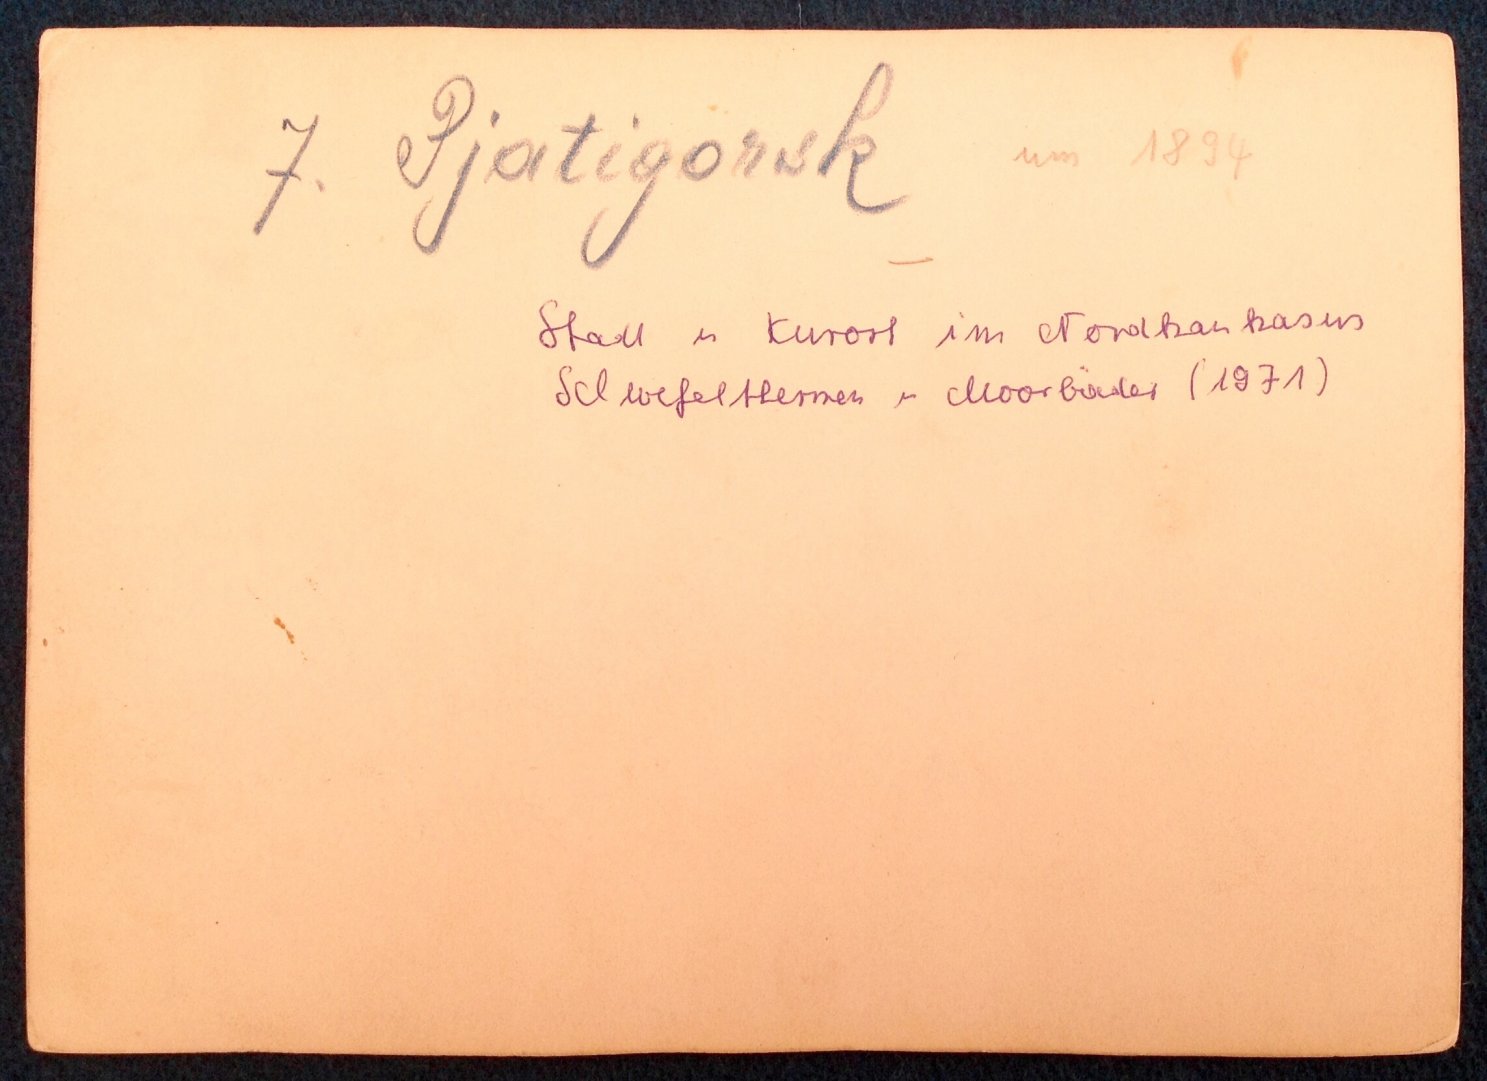 7. Pjatigorsk um 1894
Stadt u Kurort im Nordkaukasus
Schwefelthermen u Moorbäder (1971)